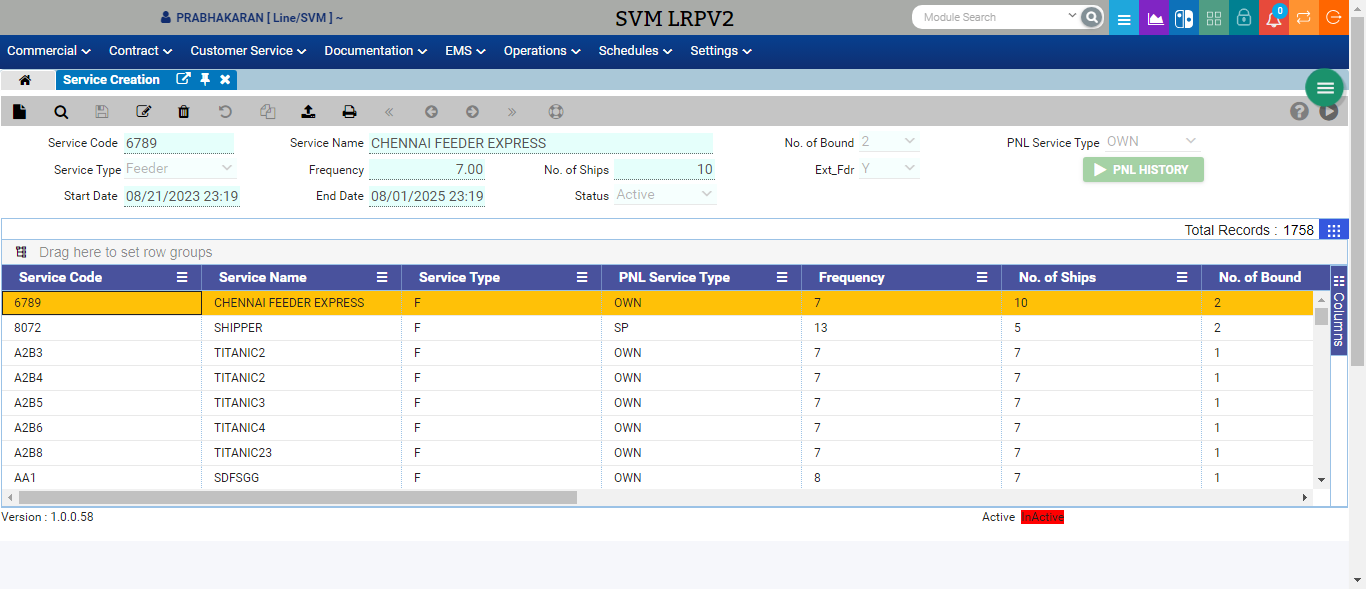 PRABHAKARAN [ Line/SVM ] ~ SVM LRPV2 Module Search 0
Commercial Contract Customer Service Documentation EMS Operations Schedules Settings
Service Creation
Service Code 6789 Service Name CHENNAI FEEDER EXPRESS No. of Bound 2 PNL Service Type OWN
Service Type Feeder Frequency 7.00 No. of Ships 10 Ext_Fdr Y PNL HISTORY
Start Date 08/21/2023 23:19 End Date 08/01/2025 23:19 Status Active
Total Records : 1758
Drag here to set row groups
Service Code Service Name Service Type PNL Service Type Frequency No. of Ships No. of Bound
6789 CHENNAI FEEDER EXPRESS F OWN 7 10 2
8072 SHIPPER F SP 13 5 2
A2B3 TITANIC2 F OWN 7 7 1
A2B4 TITANIC2 F OWN 7 7 1
A2B5 TITANIC3 F OWN 7 7 1
A2B6 TITANIC4 F OWN 7 7 1
A2B8 TITANIC23 F OWN 7 7 1
AA1 SDFSGG F OWN 8 7 1
Columns
Version : 1.0.0.58 Active InActive